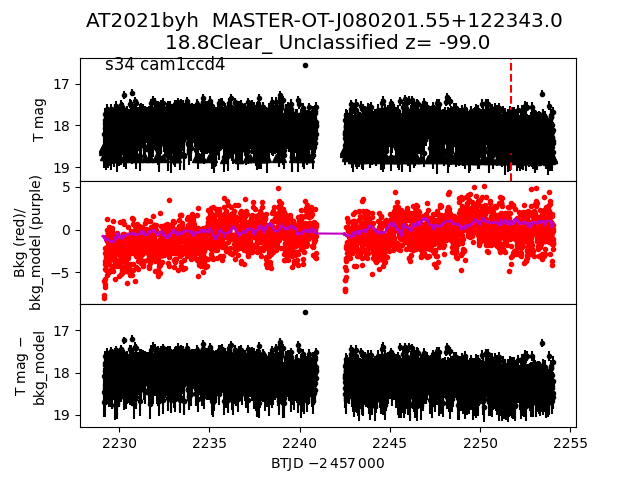 AT2021byh  MASTER-OT-J080201.55+122343.0
18.8Clear_ Unclassified z= -99.0
s34 cam1ccd4
17
18
19
T mag
5
0
−5
Bkg (red)/
bkg_model (purple)
17
18
19
T mag −
bkg_model
2230
2235
2240
2245
2250
2255
BTJD −2 457 000